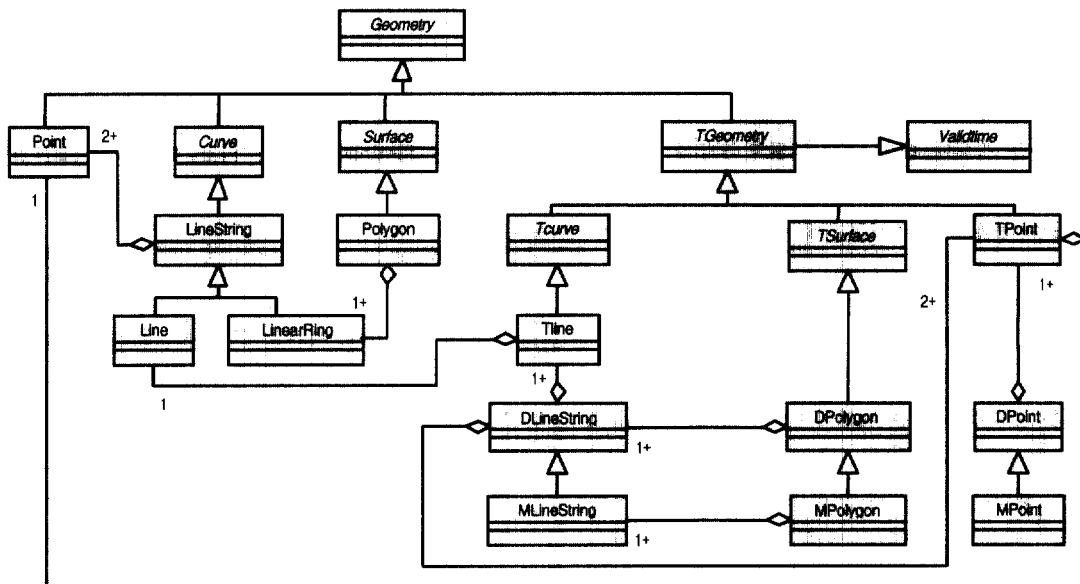 Geometry
Point
2+
Curve
Surface
TGeometry
Validtime
1
LineString
Polygon
Tcurve
TSurface
TPoint
1+
2+
1+
Line
LinearRing
Tline
1
1+
DLineString
1+
DPolygon
DPoint
MLineString
1+
MPolygon
MPoint